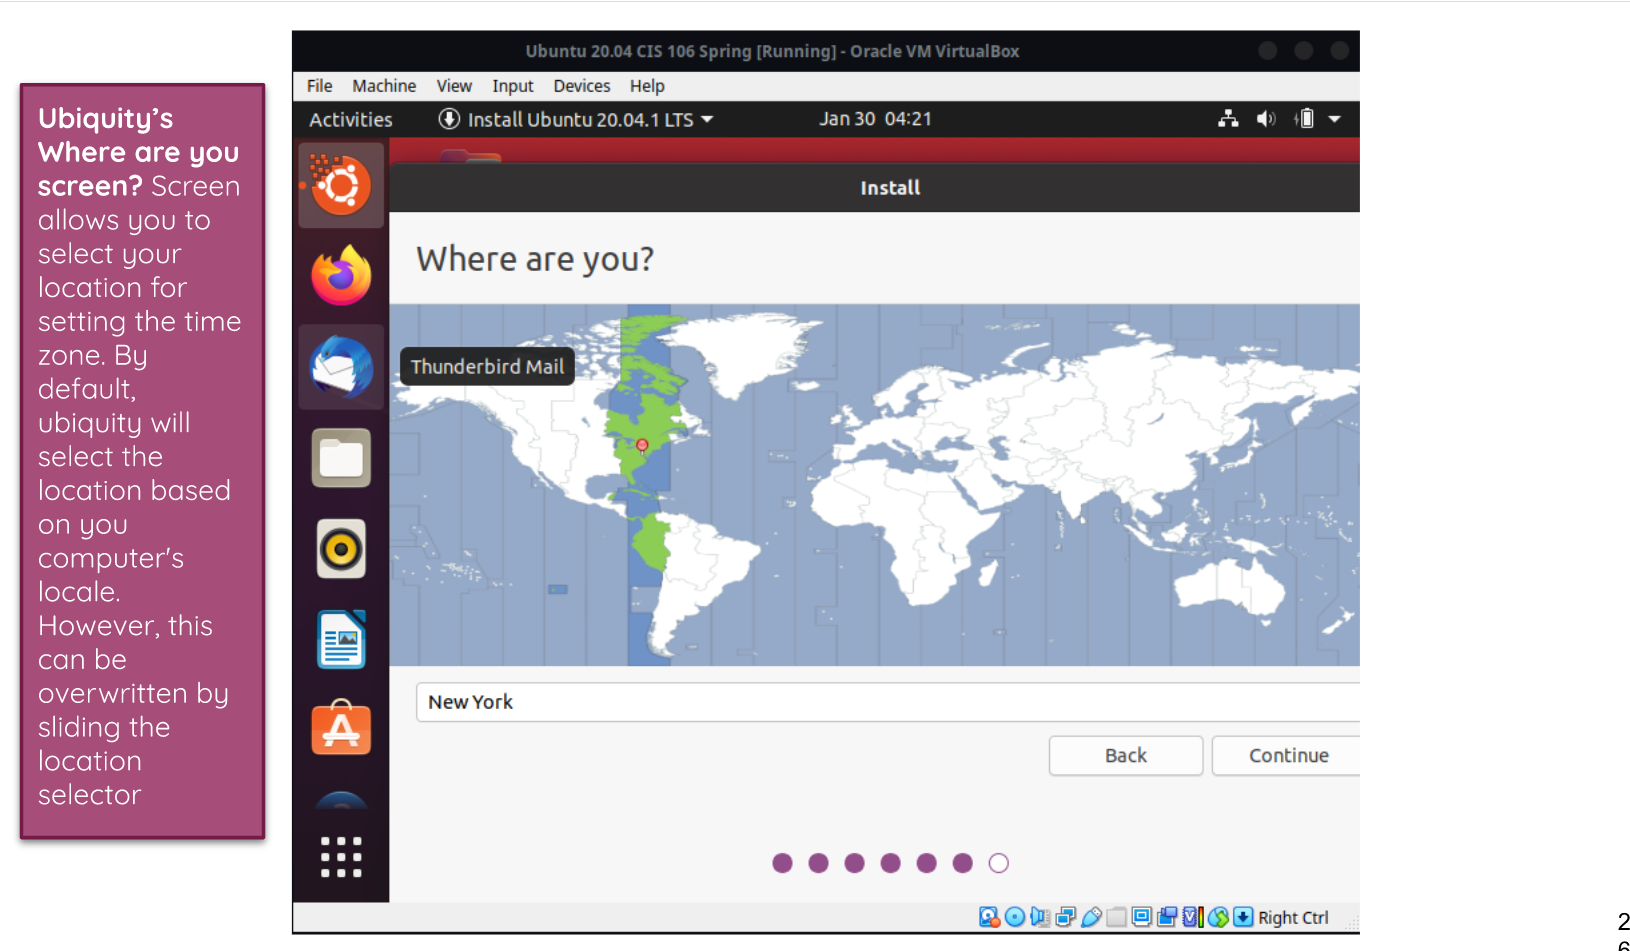 Ubuntu 20.04 CIS 106 Spring [Running] - Oracle VM VirtualBox
File Machine View Input Devices Help
Activities Install Ubuntu 20.04.1 LTS Jan 30 04:21
Install
Where are you?
Thunderbird Mail
New York
Back Continue
Right Ctrl
Ubiquity’s
Where are you
screen? Screen
allows you to
select your
location for
setting the time
zone. By
default,
ubiquity will
select the
location based
on you
computer's
locale.
However, this
can be
overwritten by
sliding the
location
selector
2
6